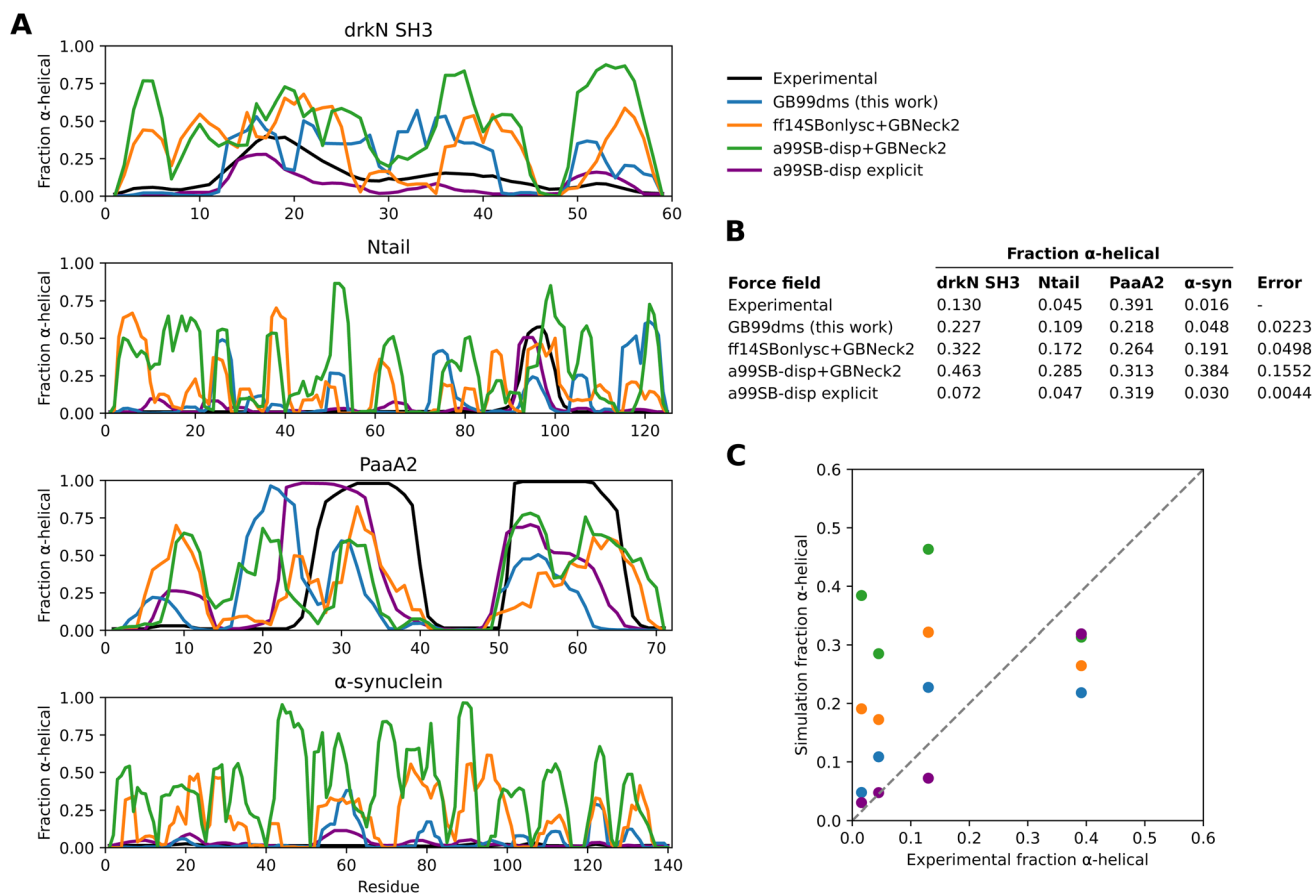 A
drkN SH3
Fraction α-helical
1.00
0.75
0.50
0.25
0.00
0 10 20 30 40 50 60
Ntail
Fraction α-helical
1.00
0.75
0.50
0.25
0.00
0 20 40 60 80 100 120
PaaA2
Fraction α-helical
1.00
0.75
0.50
0.25
0.00
0 10 20 30 40 50 60 70
α-synuclein
Fraction α-helical
1.00
0.75
0.50
0.25
0.00
0 20 40 60 80 100 120 140
Residue
Experimental
GB99dms (this work)
ff14SBonlysc+GBNeck2
a99SB-disp+GBNeck2
a99SB-disp explicit
B
Fraction α-helical
Force field drkN SH3 Ntail PaaA2 α-syn Error
Experimental 0.130 0.045 0.391 0.016 -
GB99dms (this work) 0.227 0.109 0.218 0.048 0.0223
ff14SBonlysc+GBNeck2 0.322 0.172 0.264 0.191 0.0498
a99SB-disp+GBNeck2 0.463 0.285 0.313 0.384 0.1552
a99SB-disp explicit 0.072 0.047 0.319 0.030 0.0044
C
Simulation fraction α-helical
0.6
0.5
0.4
0.3
0.2
0.1
0.0
0.0 0.1 0.2 0.3 0.4 0.5 0.6
Experimental fraction α-helical